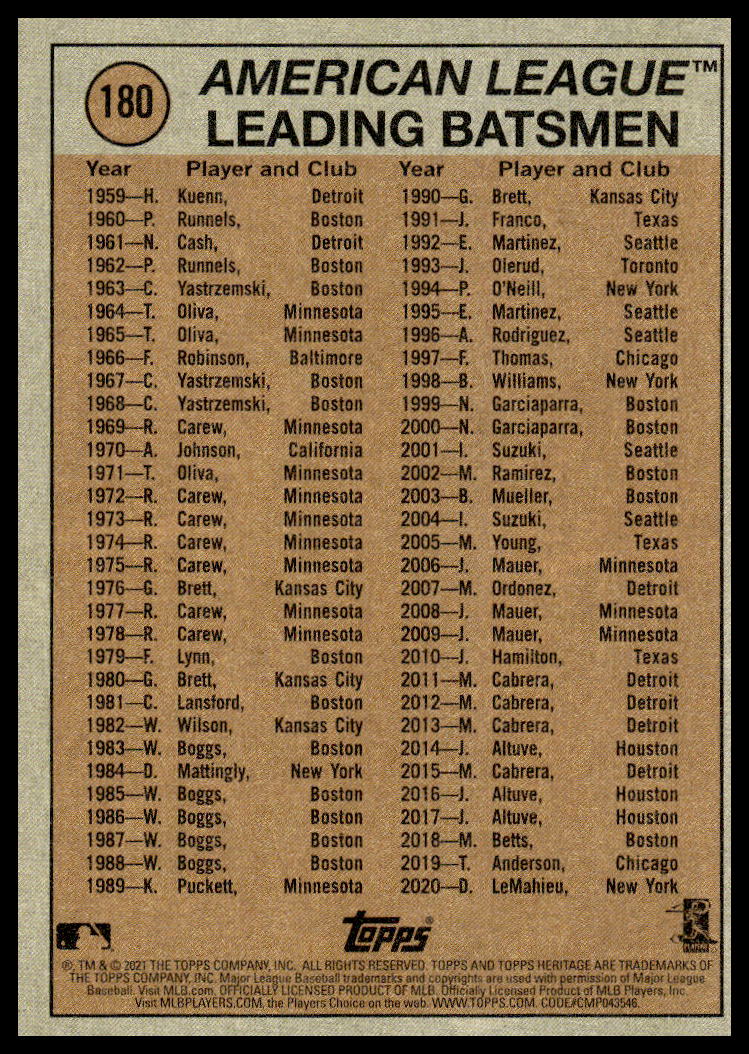 180
AMERICAN LEAGUE™
LEADING BATSMEN
Year Player and Club
1959—H. Kuenn, Detroit
1960—P. Runnels, Boston
1961—N. Cash, Detroit
1962—P. Runnels, Boston
1963—C. Yastrzemski, Boston
1964—T. Oliva, Minnesota
1965—T. Oliva, Minnesota
1966—F. Robinson, Baltimore
1967—C. Yastrzemski, Boston
1968—C. Yastrzemski, Boston
1969—R. Carew, Minnesota
1970—A. Johnson, California
1971—T. Oliva, Minnesota
1972—R. Carew, Minnesota
1973—R. Carew, Minnesota
1974—R. Carew, Minnesota
1975—R. Carew, Minnesota
1976—G. Brett, Kansas City
1977—R. Carew, Minnesota
1978—R. Carew, Minnesota
1979—F. Lynn, Boston
1980—G. Brett, Kansas City
1981—C. Lansford, Boston
1982—W. Wilson, Kansas City
1983—W. Boggs, Boston
1984—D. Mattingly, New York
1985—W. Boggs, Boston
1986—W. Boggs, Boston
1987—W. Boggs, Boston
1988—W. Boggs, Boston
1989—K. Puckett, Minnesota
Year Player and Club
1990—G. Brett, Kansas City
1991—J. Franco, Texas
1992—E. Martinez, Seattle
1993—J. Olerud, Toronto
1994—P. O'Neill, New York
1995—E. Martinez, Seattle
1996—A. Rodriguez, Seattle
1997—F. Thomas, Chicago
1998—B. Williams, New York
1999—N. Garciaparra, Boston
2000—N. Garciaparra, Boston
2001—I. Suzuki, Seattle
2002—M. Ramirez, Boston
2003—B. Mueller, Boston
2004—I. Suzuki, Seattle
2005—M. Young, Texas
2006—J. Mauer, Minnesota
2007—M. Ordonez, Detroit
2008—J. Mauer, Minnesota
2009—J. Mauer, Minnesota
2010—J. Hamilton, Texas
2011—M. Cabrera, Detroit
2012—M. Cabrera, Detroit
2013—M. Cabrera, Detroit
2014—J. Altuve, Houston
2015—M. Cabrera, Detroit
2016—J. Altuve, Houston
2017—J. Altuve, Houston
2018—M. Betts, Boston
2019—T. Anderson, Chicago
2020—D. LeMahieu, New York
Topps®
®, TM & © 2021 THE TOPPS COMPANY, INC. ALL RIGHTS RESERVED. TOPPS AND TOPPS HERITAGE ARE TRADEMARKS OF
THE TOPPS COMPANY, INC. Major League Baseball trademarks and copyrights are used with permission of Major League
Baseball. Visit MLB.com. OFFICIALLY LICENSED PRODUCT OF MLB. Officially Licensed Product of MLB Players, Inc.
Visit MLBPLAYERS.COM, the Players Choice on the web. WWW.TOPPS.COM. CODE#CMP043546.